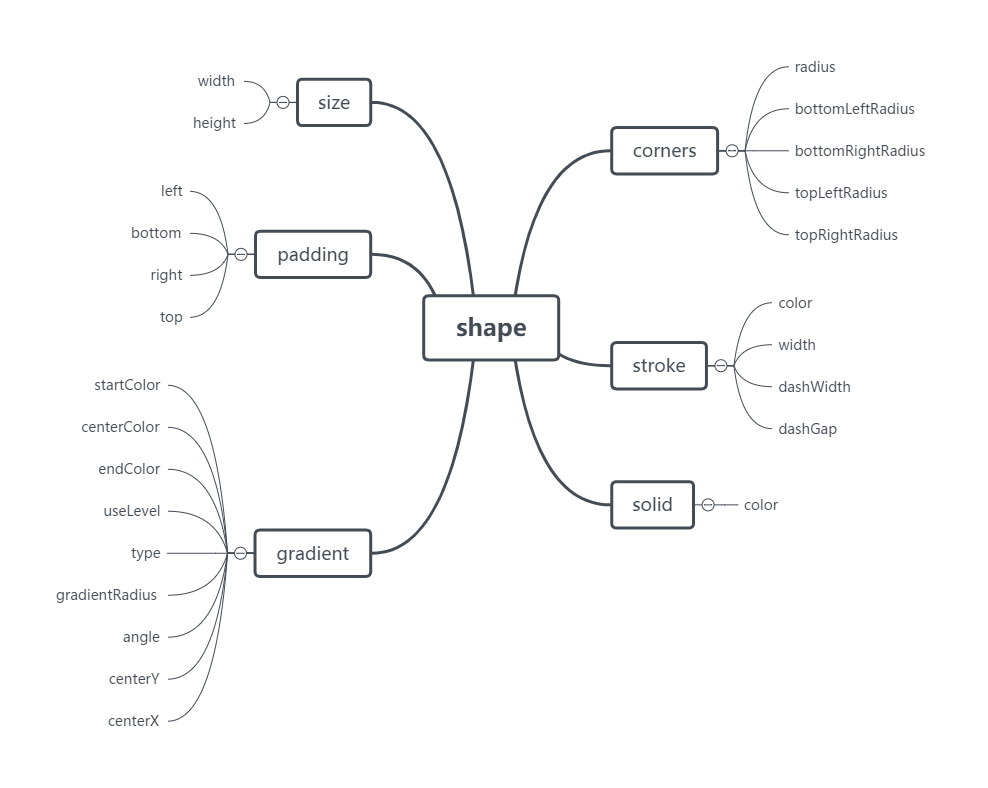 shape
size
width
height
padding
left
bottom
right
top
gradient
startColor
centerColor
endColor
useLevel
type
gradientRadius
angle
centerY
centerX
corners
radius
bottomLeftRadius
bottomRightRadius
topLeftRadius
topRightRadius
stroke
color
width
dashWidth
dashGap
solid
color